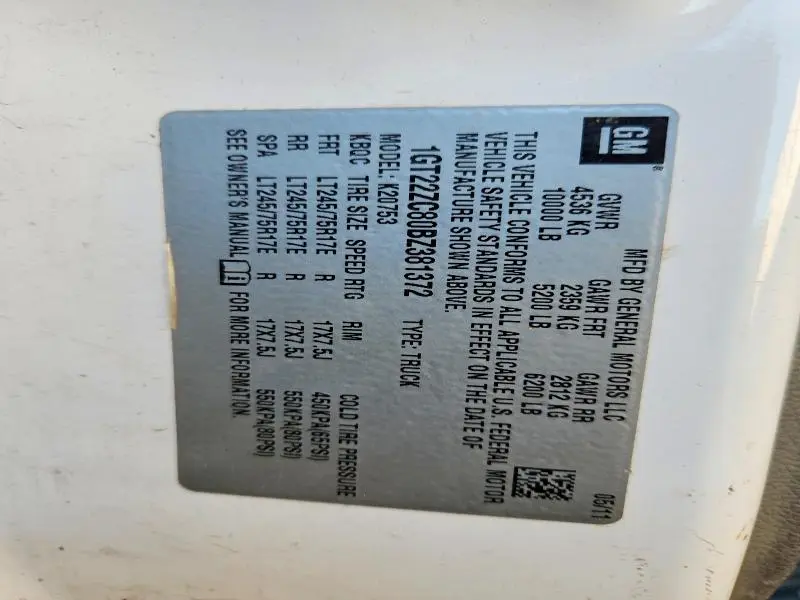 MFD BY GENERAL MOTORS LLC 05/11
GM
GVWR GAWR FRT GAWR RR
4536 KG 2359 KG 2812 KG
10000 LB 5200 LB 6200 LB
THIS VEHICLE CONFORMS TO ALL APPLICABLE U.S. FEDERAL MOTOR
VEHICLE SAFETY STANDARDS IN EFFECT ON THE DATE OF
MANUFACTURE SHOWN ABOVE.
1GT22ZC80BZ381372 TYPE: TRUCK
MODEL: K20753
KBQC TIRE SIZE SPEED RTG RIM COLD TIRE PRESSURE
FRT LT245/75R17E R 17X7.5J 450KPA(65PSI)
RR LT245/75R17E R 17X7.5J 550KPA(80PSI)
SPA LT245/75R17E R 17X7.5J 550KPA(80PSI)
SEE OWNER'S MANUAL FOR MORE INFORMATION